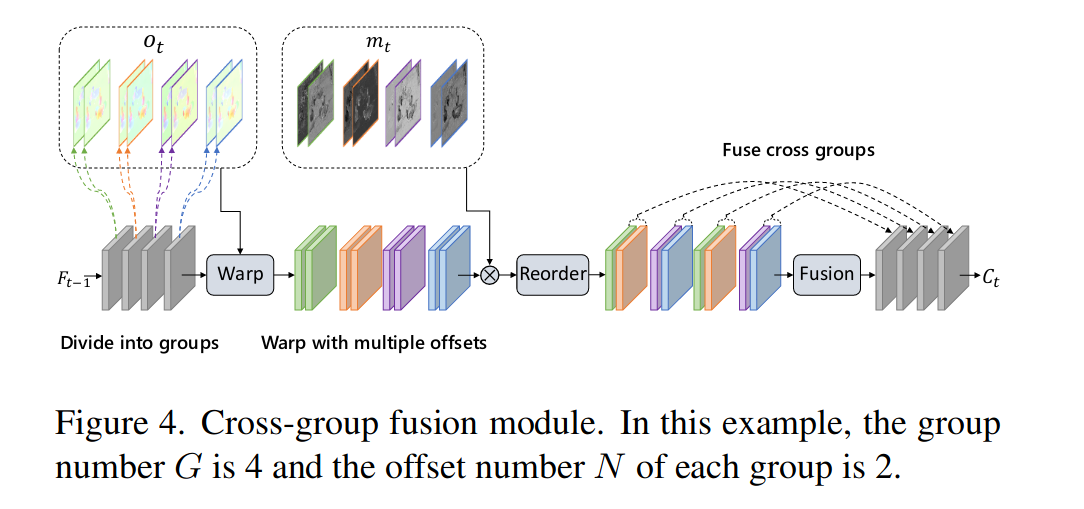 o_t
m_t
Fuse cross groups
F_{t-1}
Warp
⊗
Reorder
Fusion
C_t
Divide into groups
Warp with multiple offsets
Figure 4. Cross-group fusion module. In this example, the group
number G is 4 and the offset number N of each group is 2.